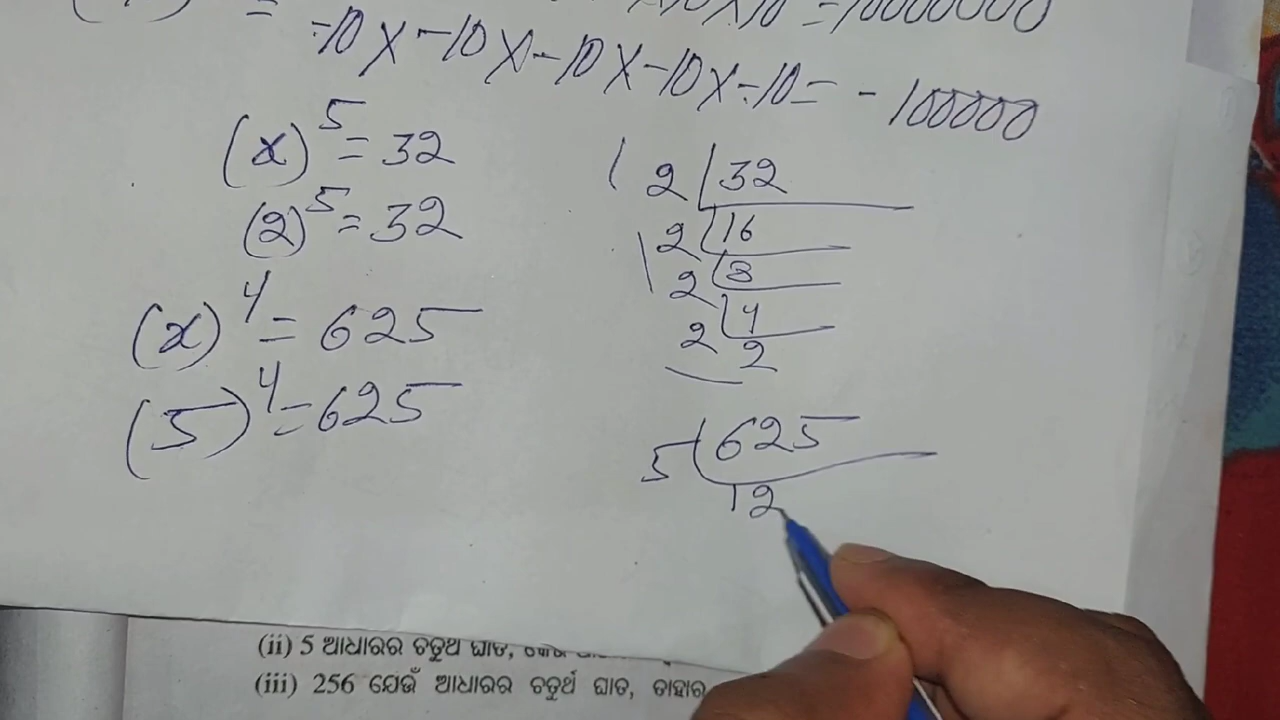 =10000000
-10 X -10 X -10 X -10 X -10 = -100000
(x)⁵ = 32
(2)⁵ = 32
(x)⁴ = 625
(5)⁴ = 625
2 | 32
2 | 16
2 | 8
2 | 4
2
5 | 625
12
(ii) 5 ଆଧାରର ଚତୁଥ ଘାତ,
(iii) 256 ଯେଉଁ ଆଧାରର ଚତୁର୍ଥ ଘାତ, ତାହାର